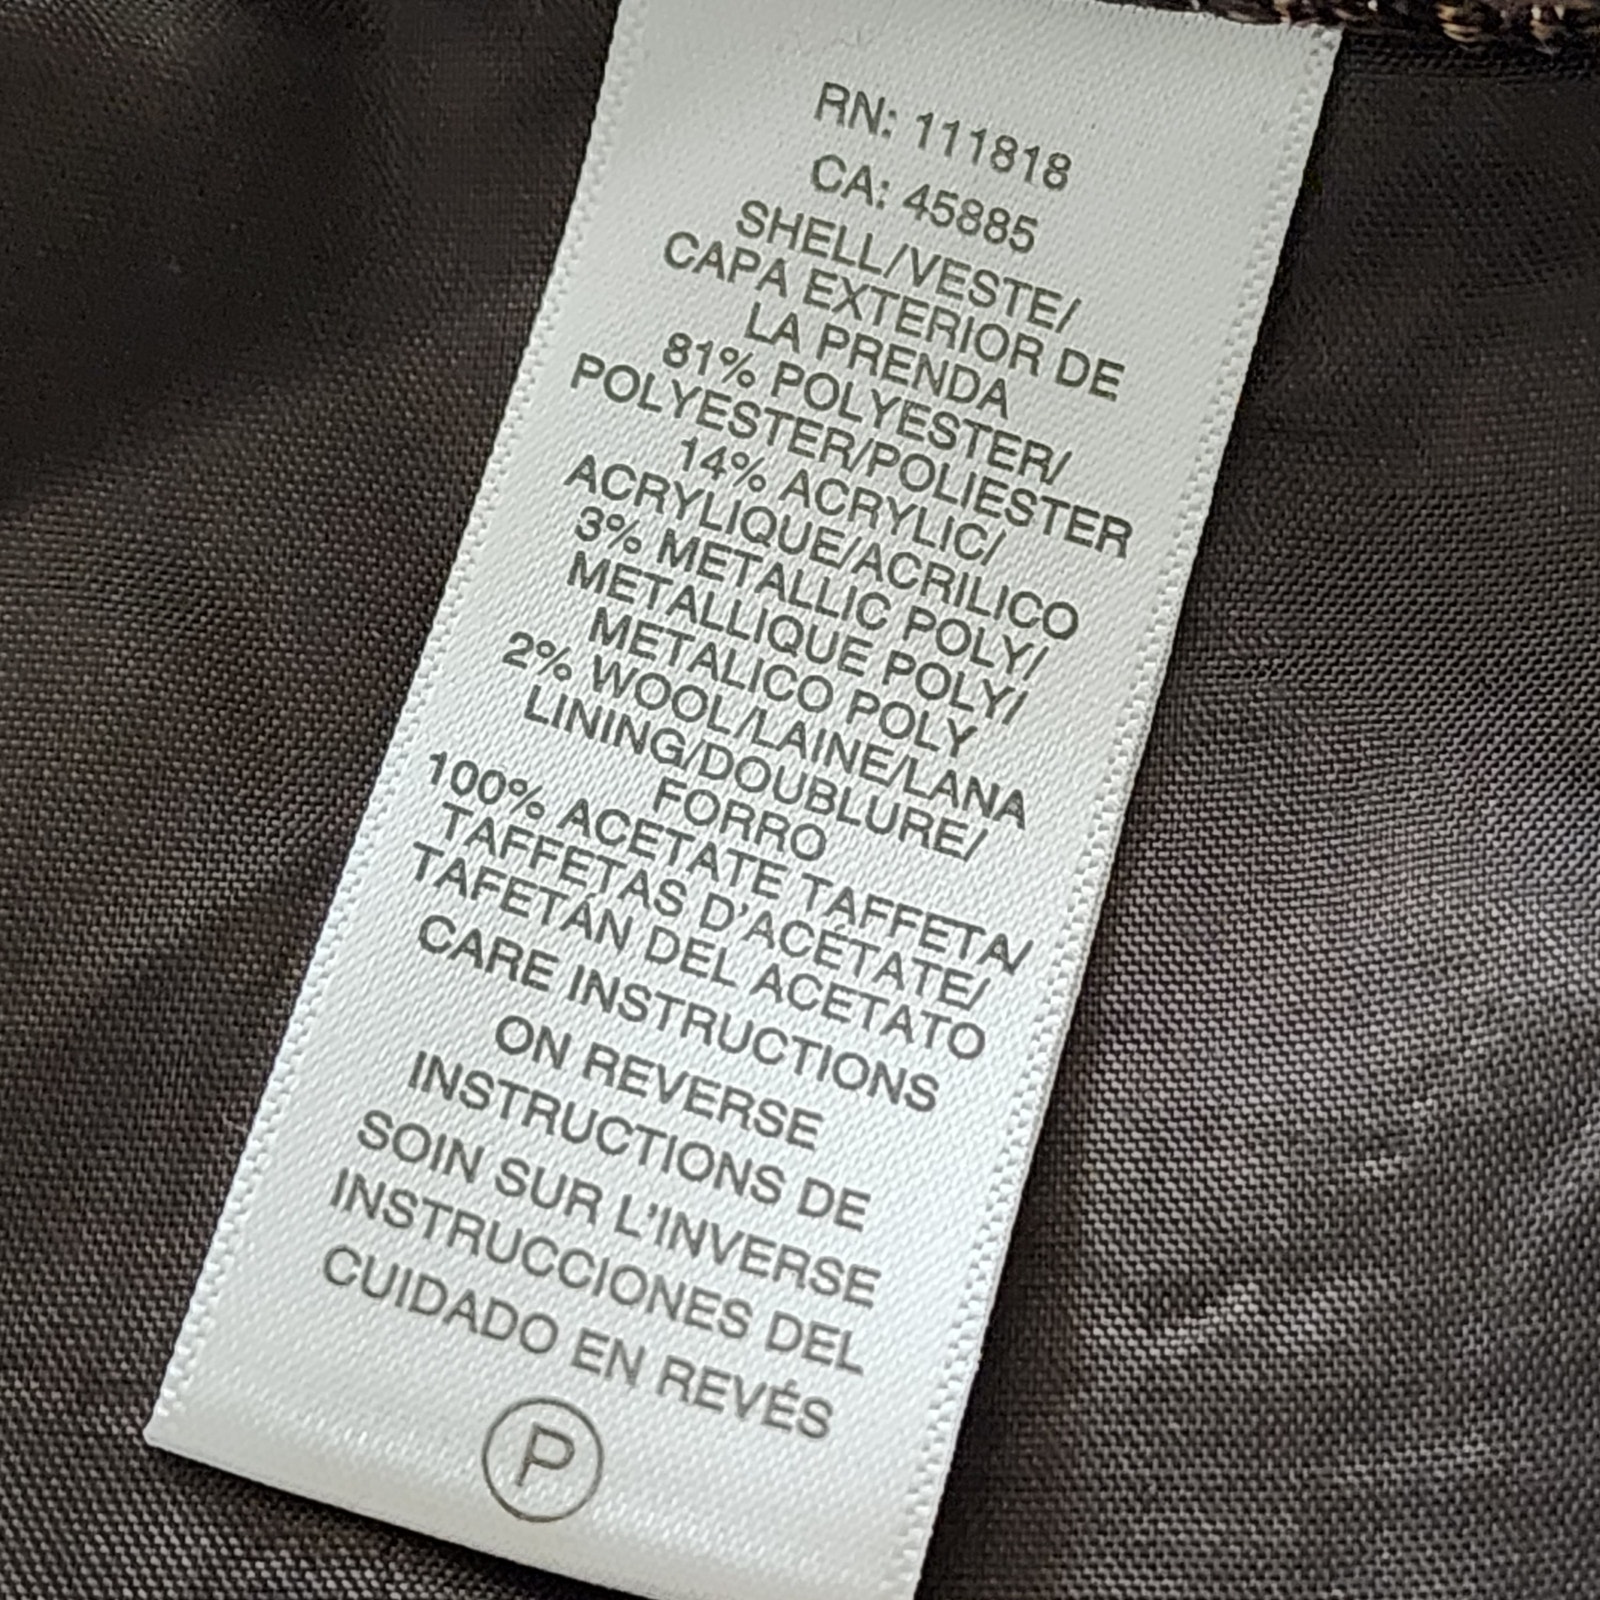 RN: 111818
CA: 45885
SHELL/VESTE/
CAPA EXTERIOR DE
LA PRENDA
81% POLYESTER/
POLYESTER/POLIESTER
14% ACRYLIC/
ACRYLIQUE/ACRILICO
3% METALLIC POLY/
METALLIQUE POLY/
METALICO POLY
2% WOOL/LAINE/LANA
LINING/DOUBLURE/
FORRO
100% ACETATE TAFFETA/
TAFFETAS D'ACETATE/
TAFETÁN DEL ACETATO
CARE INSTRUCTIONS
ON REVERSE
INSTRUCTIONS DE
SOIN SUR L'INVERSE
INSTRUCCIONES DEL
CUIDADO EN REVÉS
P